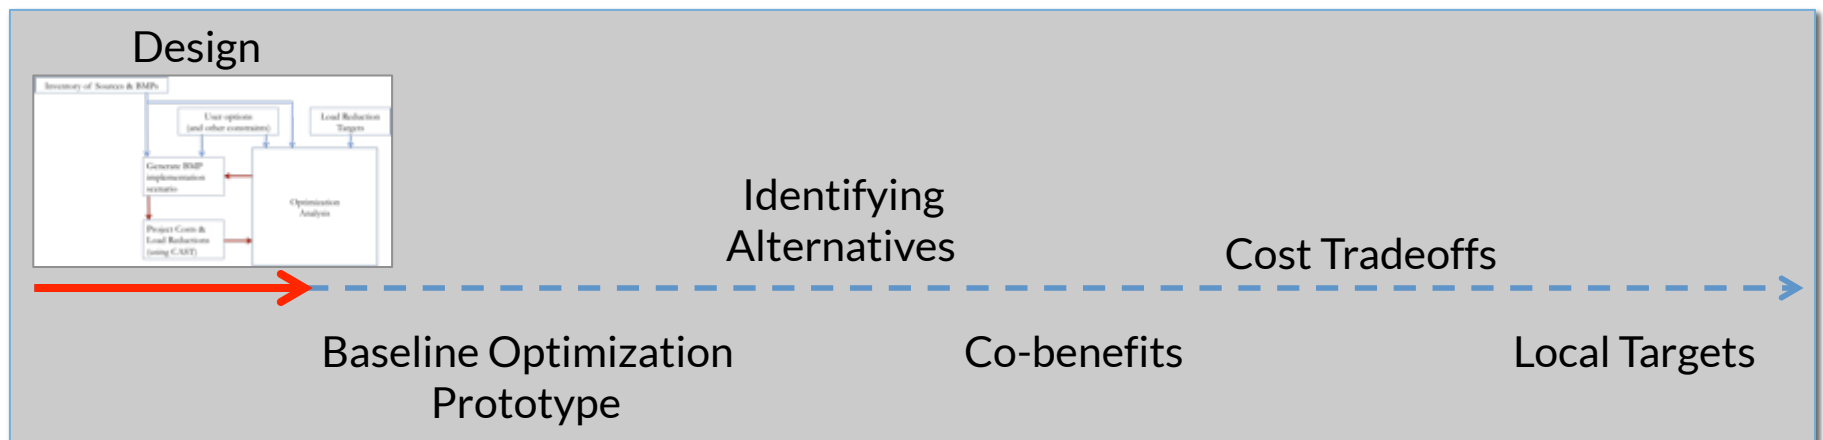 Design
Inventory of Sources & BMPs
User options
(and other constraints)
Load Reduction
Targets
Generate BMP
implementation
scenario
Optimization
Analysis
Project Costs &
Load Reductions
(using CAST)
Identifying
Alternatives
Cost Tradeoffs
Baseline Optimization
Prototype
Co-benefits
Local Targets